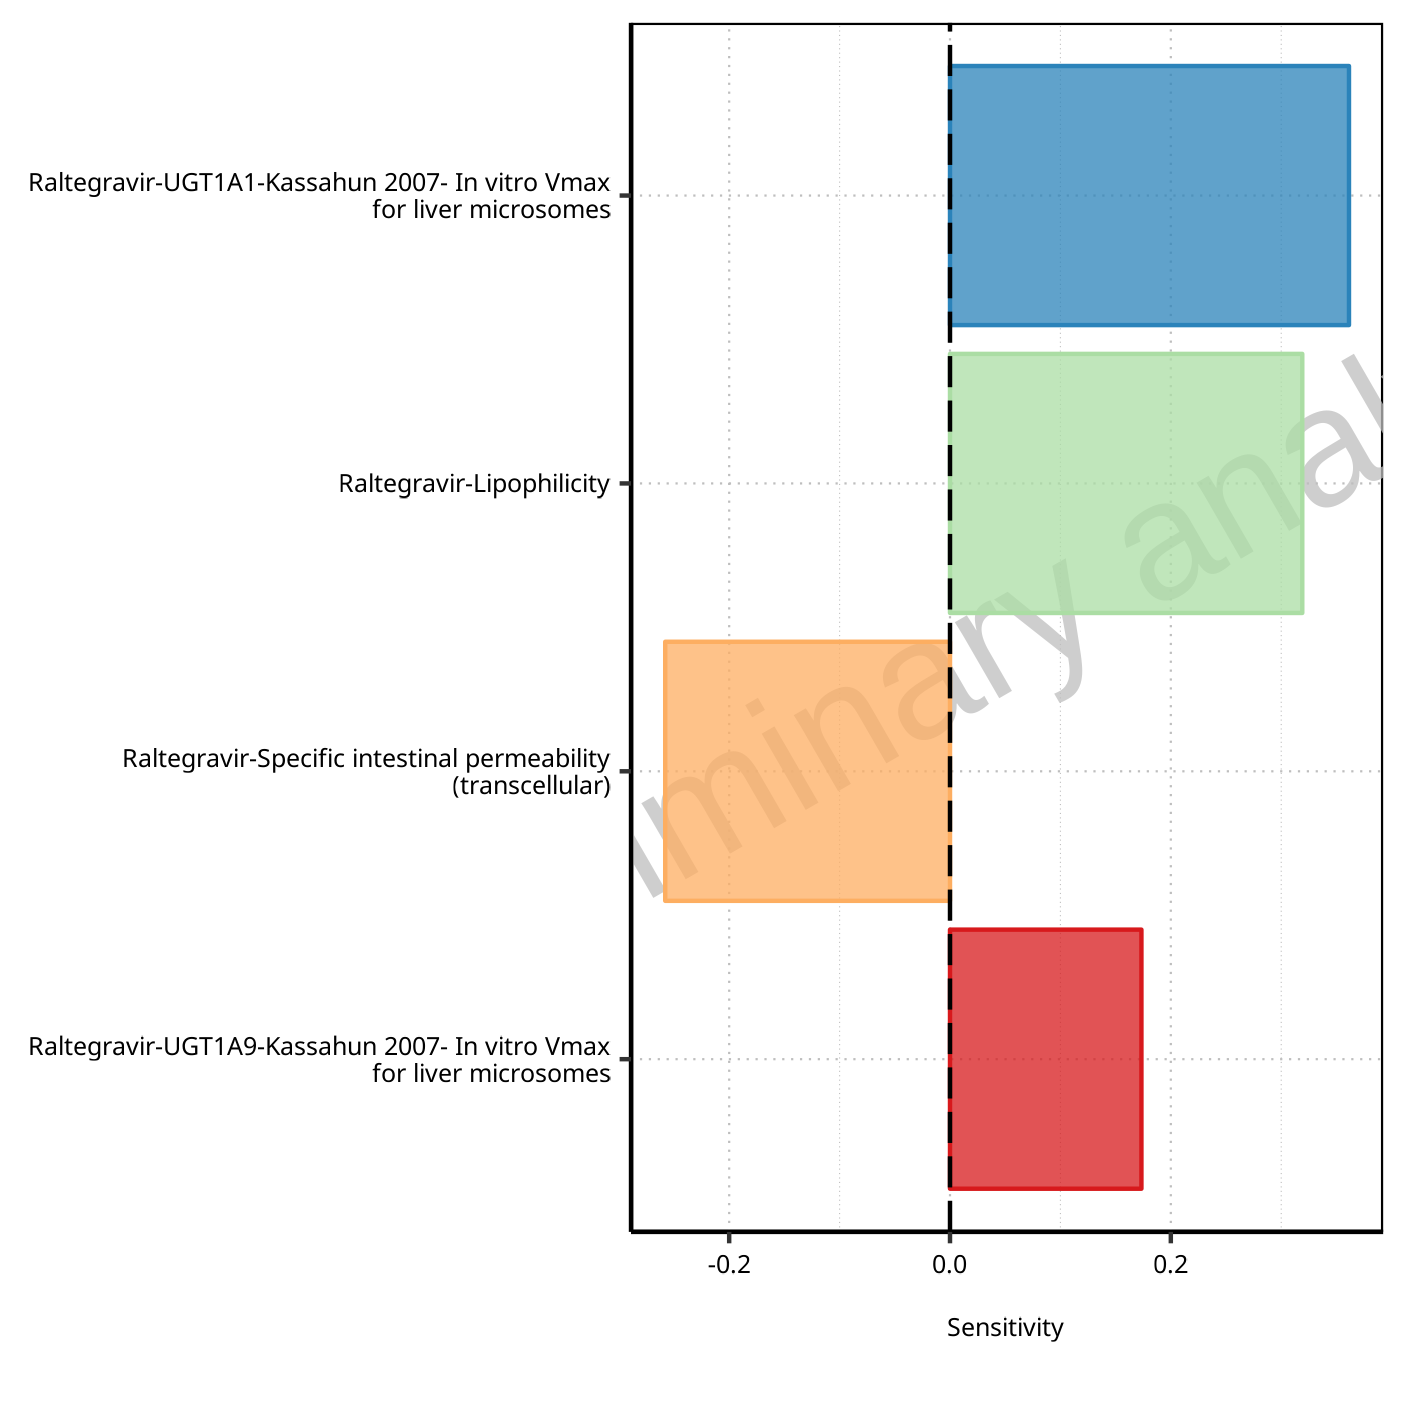 Raltegravir-UGT1A1-Kassahun 2007- In vitro Vmax
for liver microsomes
Raltegravir-Lipophilicity
Raltegravir-Specific intestinal permeability
(transcellular)
Raltegravir-UGT1A9-Kassahun 2007- In vitro Vmax
for liver microsomes
minary anal
-0.2 0.0 0.2
Sensitivity